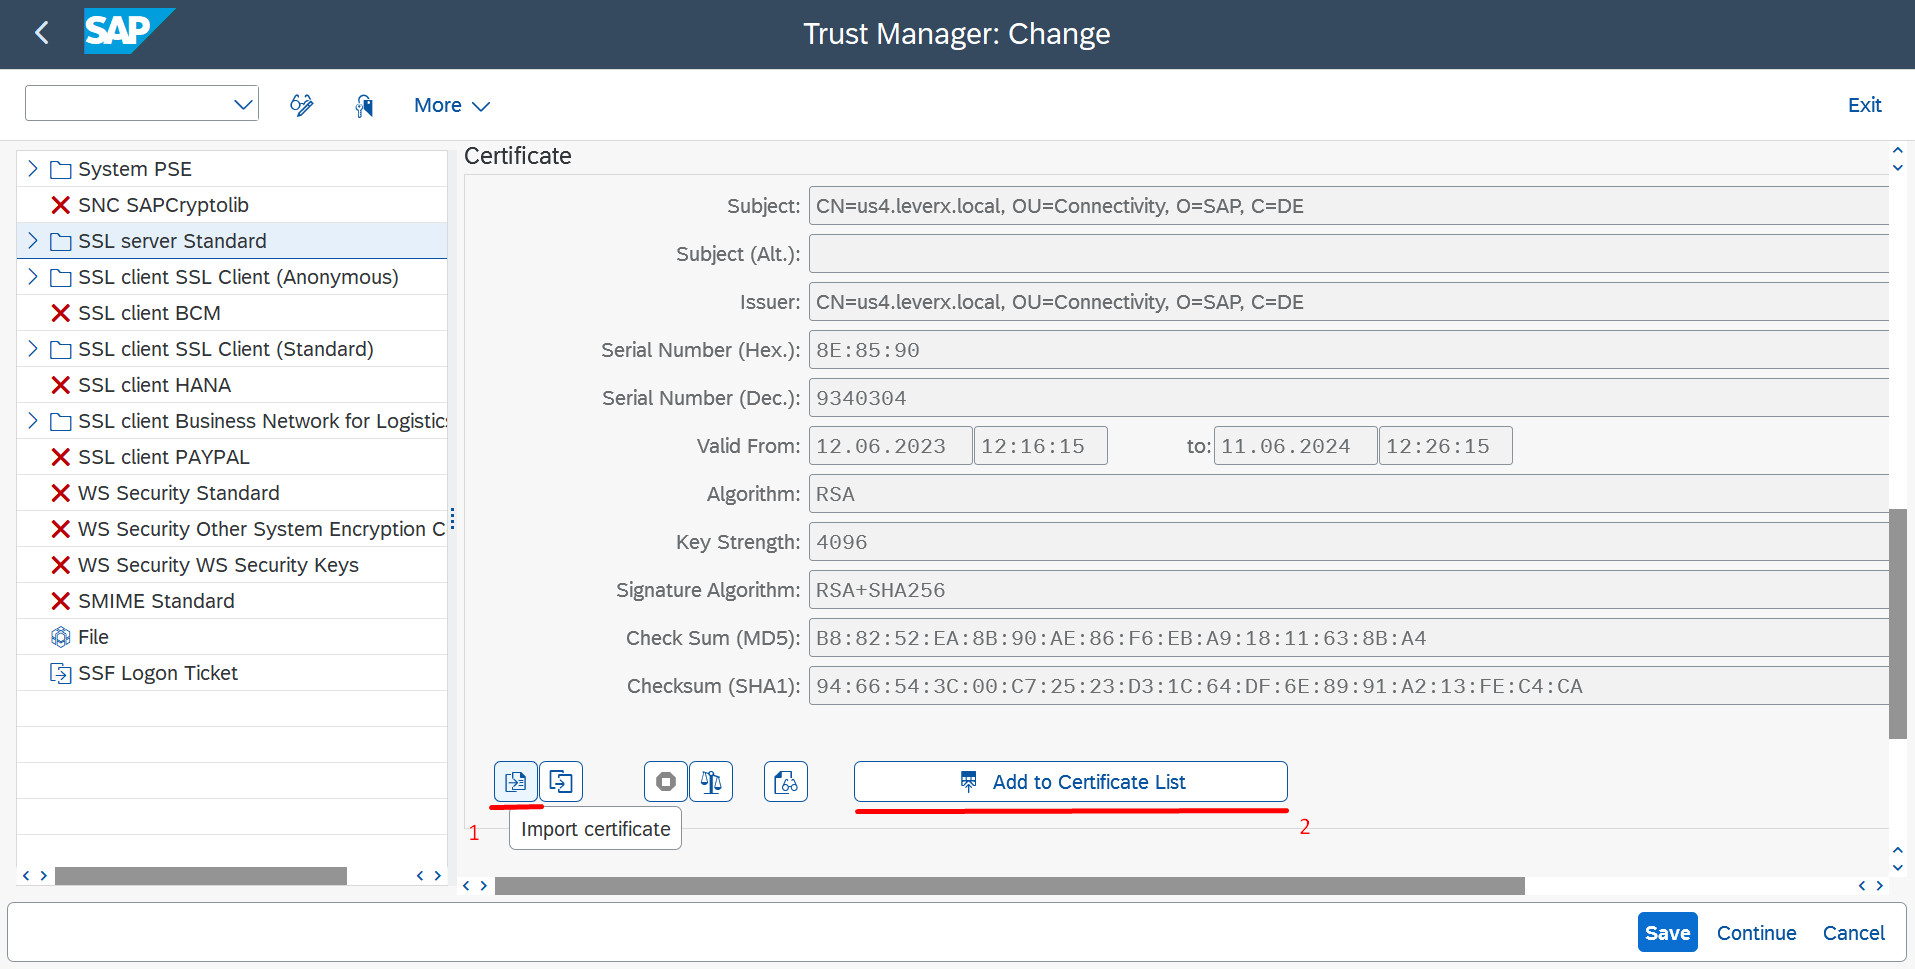 SAP
Trust Manager: Change
More
Exit
System PSE
SNC SAPCryptolib
SSL server Standard
SSL client SSL Client (Anonymous)
SSL client BCM
SSL client SSL Client (Standard)
SSL client HANA
SSL client Business Network for Logistics
SSL client PAYPAL
WS Security Standard
WS Security Other System Encryption C
WS Security WS Security Keys
SMIME Standard
File
SSF Logon Ticket
Certificate
Subject: CN=us4.leverx.local, OU=Connectivity, O=SAP, C=DE
Subject (Alt.):
Issuer: CN=us4.leverx.local, OU=Connectivity, O=SAP, C=DE
Serial Number (Hex.): 8E:85:90
Serial Number (Dec.): 9340304
Valid From: 12.06.2023 12:16:15 to: 11.06.2024 12:26:15
Algorithm: RSA
Key Strength: 4096
Signature Algorithm: RSA+SHA256
Check Sum (MD5): B8:82:52:EA:8B:90:AE:86:F6:EB:A9:18:11:63:8B:A4
Checksum (SHA1): 94:66:54:3C:00:C7:25:23:D3:1C:64:DF:6E:89:91:A2:13:FE:C4:CA
Add to Certificate List
1 Import certificate 2
Save Continue Cancel